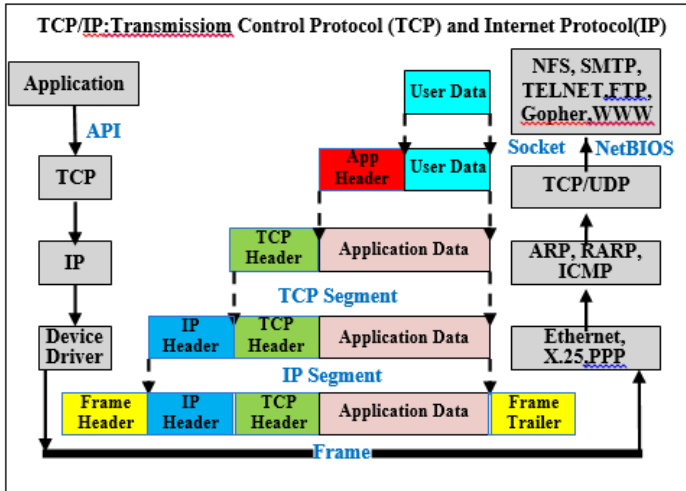 TCP/IP:Transmissiom Control Protocol (TCP) and Internet Protocol(IP)
Application
API
TCP
IP
Device
Driver
User Data
App
Header
User Data
TCP
Header
Application Data
TCP Segment
IP
Header
TCP
Header
Application Data
IP Segment
Frame
Header
IP
Header
TCP
Header
Application Data
Frame
Trailer
Frame
NFS, SMTP,
TELNET,FTP,
Gopher,WWW
Socket
NetBIOS
TCP/UDP
ARP, RARP,
ICMP
Ethernet,
X.25,PPP